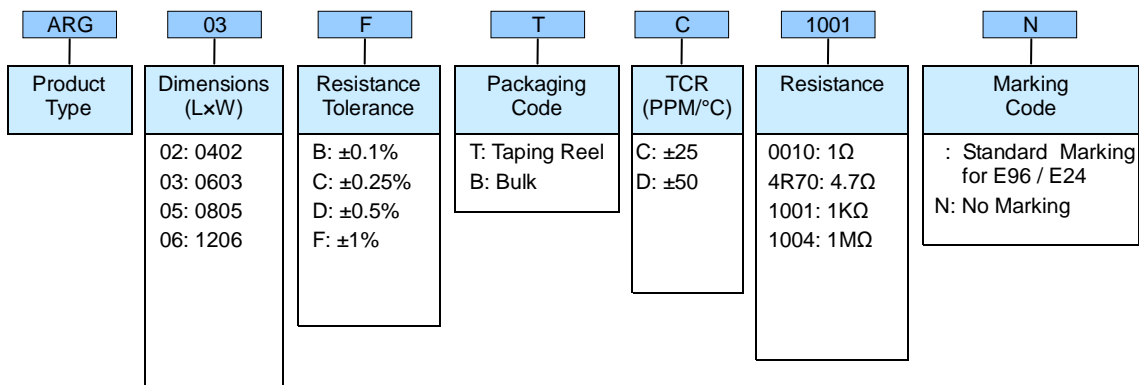 ARG 03 F T C 1001 N
Product Type
Dimensions (L×W)
Resistance Tolerance
Packaging Code
TCR (PPM/°C)
Resistance
Marking Code
02: 0402
03: 0603
05: 0805
06: 1206
B: ±0.1%
C: ±0.25%
D: ±0.5%
F: ±1%
T: Taping Reel
B: Bulk
C: ±25
D: ±50
0010: 1Ω
4R70: 4.7Ω
1001: 1KΩ
1004: 1MΩ
: Standard Marking
for E96 / E24
N: No Marking